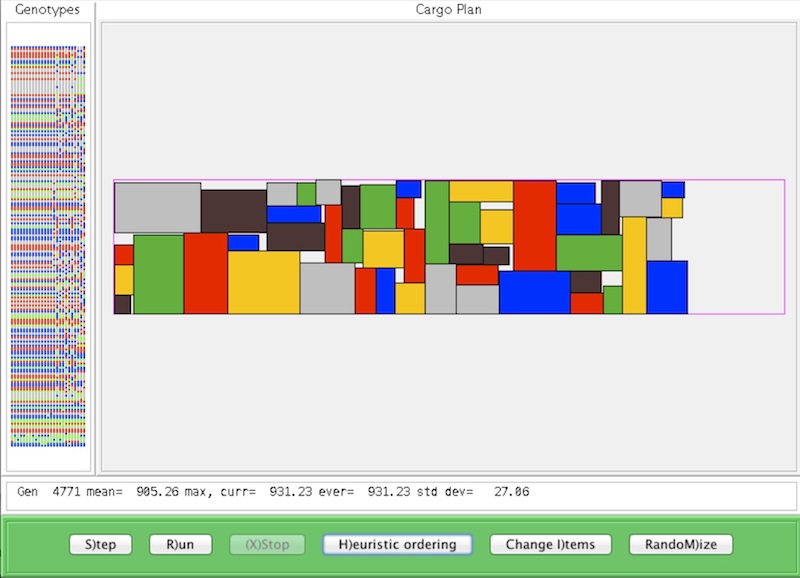 Genotypes
Cargo Plan
Gen 4771 mean= 905.26 max, curr= 931.23 ever= 931.23 std dev= 27.06
S)tep
R)un
(X)Stop
H)euristic ordering
Change I)tems
RandoM)ize